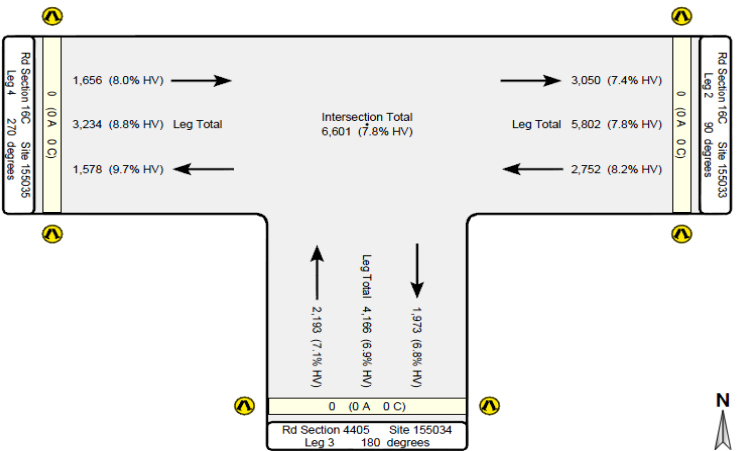 Rd Section 16C Site 155035
Leg 4 270 degrees
0 (0 A 0 C)
1,656 (8.0% HV)
3,234 (8.8% HV) Leg Total
1,578 (9.7% HV)
Intersection Total
6,601 (7.8% HV)
3,050 (7.4% HV)
Leg Total 5,802 (7.8% HV)
2,752 (8.2% HV)
0 (0 A 0 C)
Rd Section 16C Site 155033
Leg 2 90 degrees
2,193 (7.1% HV)
Leg Total 4,166 (6.9% HV)
1,973 (6.8% HV)
0 (0 A 0 C)
Rd Section 4405 Site 155034
Leg 3 180 degrees
N